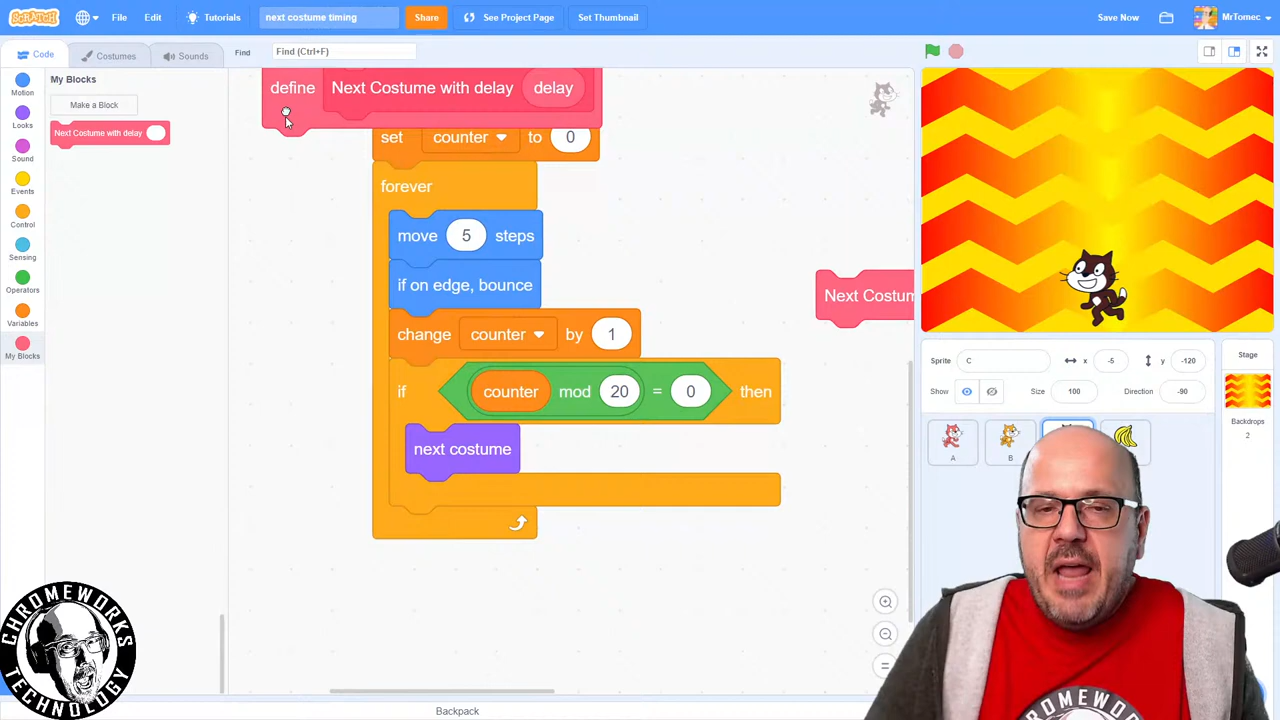 SCRATCH
File
Edit
Tutorials
next costume timing
Share
See Project Page
Set Thumbnail
Save Now
MrTomec
Code
Costumes
Sounds
Find
Find (Ctrl+F)
Motion
Looks
Sound
Events
Control
Sensing
Operators
Variables
My Blocks
My Blocks
Make a Block
Next Costume with delay
define Next Costume with delay delay
set counter to 0
forever
move 5 steps
if on edge, bounce
change counter by 1
if counter mod 20 = 0 then
next costume
Next Costum
Sprite C x -5 y -120
Show Size 100 Direction -90
A
B
Stage
Backdrops
2
Backpack
CHROMEWORKS
TECHNOLOGY